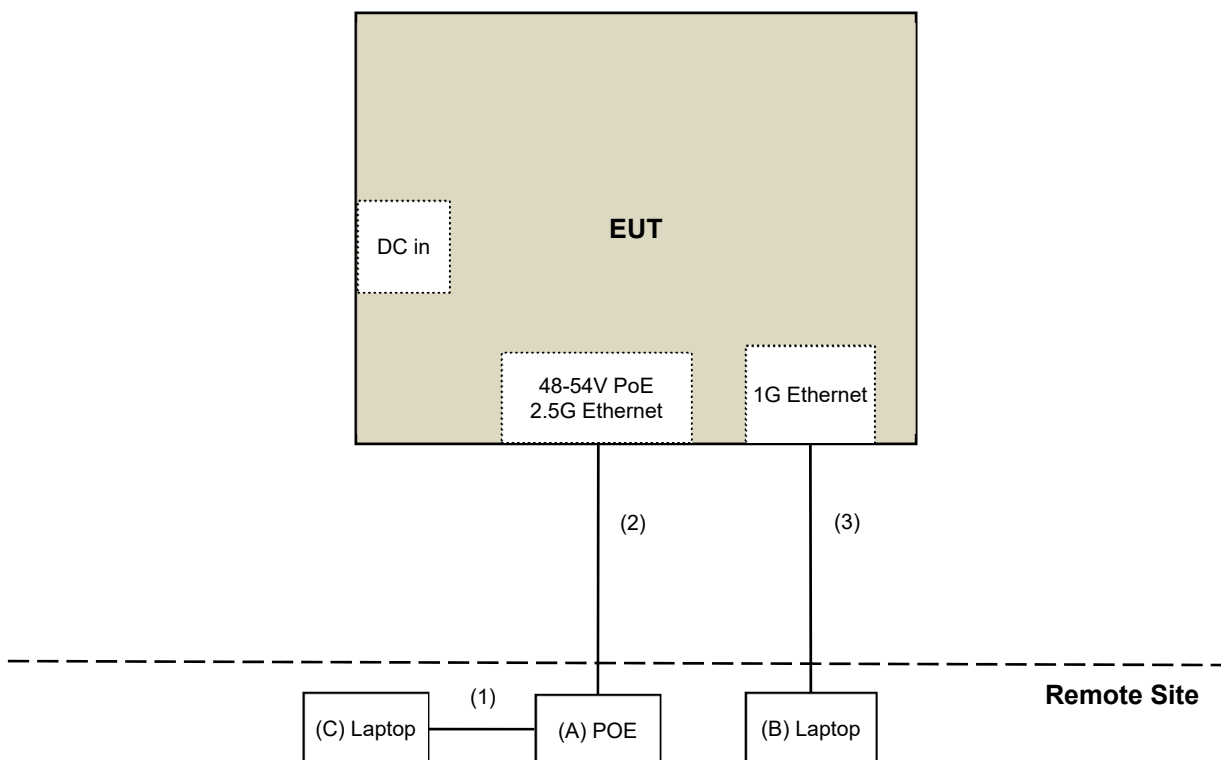 EUT
DC in
48-54V PoE
2.5G Ethernet
1G Ethernet
(2)
(3)
Remote Site
(1)
(C) Laptop
(A) POE
(B) Laptop